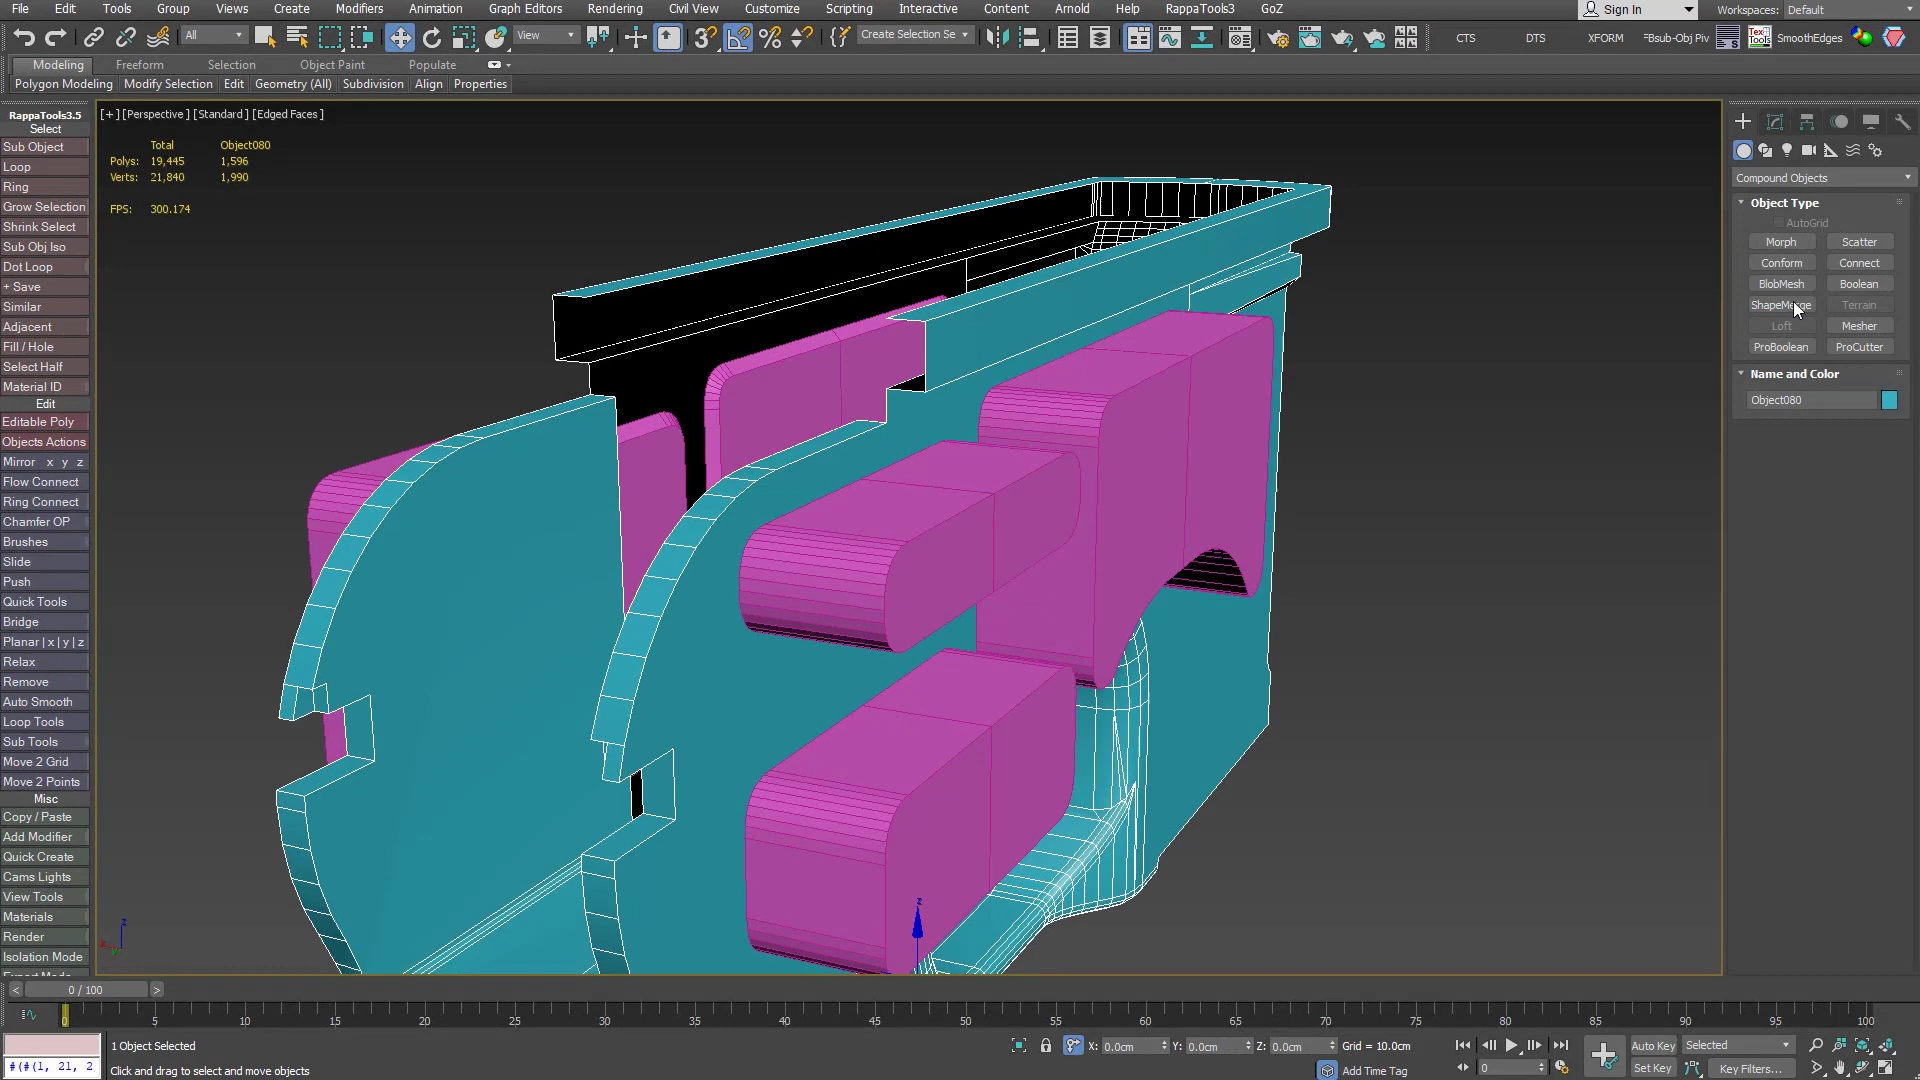 File Edit Tools Group Views Create Modifiers Animation Graph Editors Rendering Civil View Customize Scripting Interactive Content Arnold Help RappaTools3 GoZ Sign In Workspaces: Default
All View Create Selection Se CTS DTS XFORM SmoothEdges
Modeling Freeform Selection Object Paint Populate
Polygon Modeling Modify Selection Edit Geometry (All) Subdivision Align Properties
RappaTools3.5
Select
Sub Object
Loop
Ring
Grow Selection
Shrink Select
Sub Obj Iso
Dot Loop
+ Save
Similar
Adjacent
Fill / Hole
Select Half
Material ID
Edit
Editable Poly
Objects Actions
Mirror x y z
Flow Connect
Ring Connect
Chamfer OP
Brushes
Slide
Push
Quick Tools
Bridge
Planar | x | y | z
Relax
Remove
Auto Smooth
Loop Tools
Sub Tools
Move 2 Grid
Move 2 Points
Misc
Copy / Paste
Add Modifier
Quick Create
Cams Lights
View Tools
Materials
Render
Isolation Mode
[+] [Perspective ] [Standard ] [Edged Faces ]
Total Object080
Polys: 19,445 1,596
Verts: 21,840 1,990
FPS: 300.174
Compound Objects
Object Type
AutoGrid
Morph Scatter
Conform Connect
BlobMesh Boolean
ShapeMerge Terrain
Loft Mesher
ProBoolean ProCutter
Name and Color
Object080
< 0 / 100 >
0 5 10 15 20 25 30 35 40 45 50 55 60 65 70 75 80 85 90 95 100
1 Object Selected X: 0.0cm Y: 0.0cm Z: 0.0cm Grid = 10.0cm Auto Key Selected
#(#(1, 21, 2 Click and drag to select and move objects Add Time Tag Set Key 0 Key Filters...